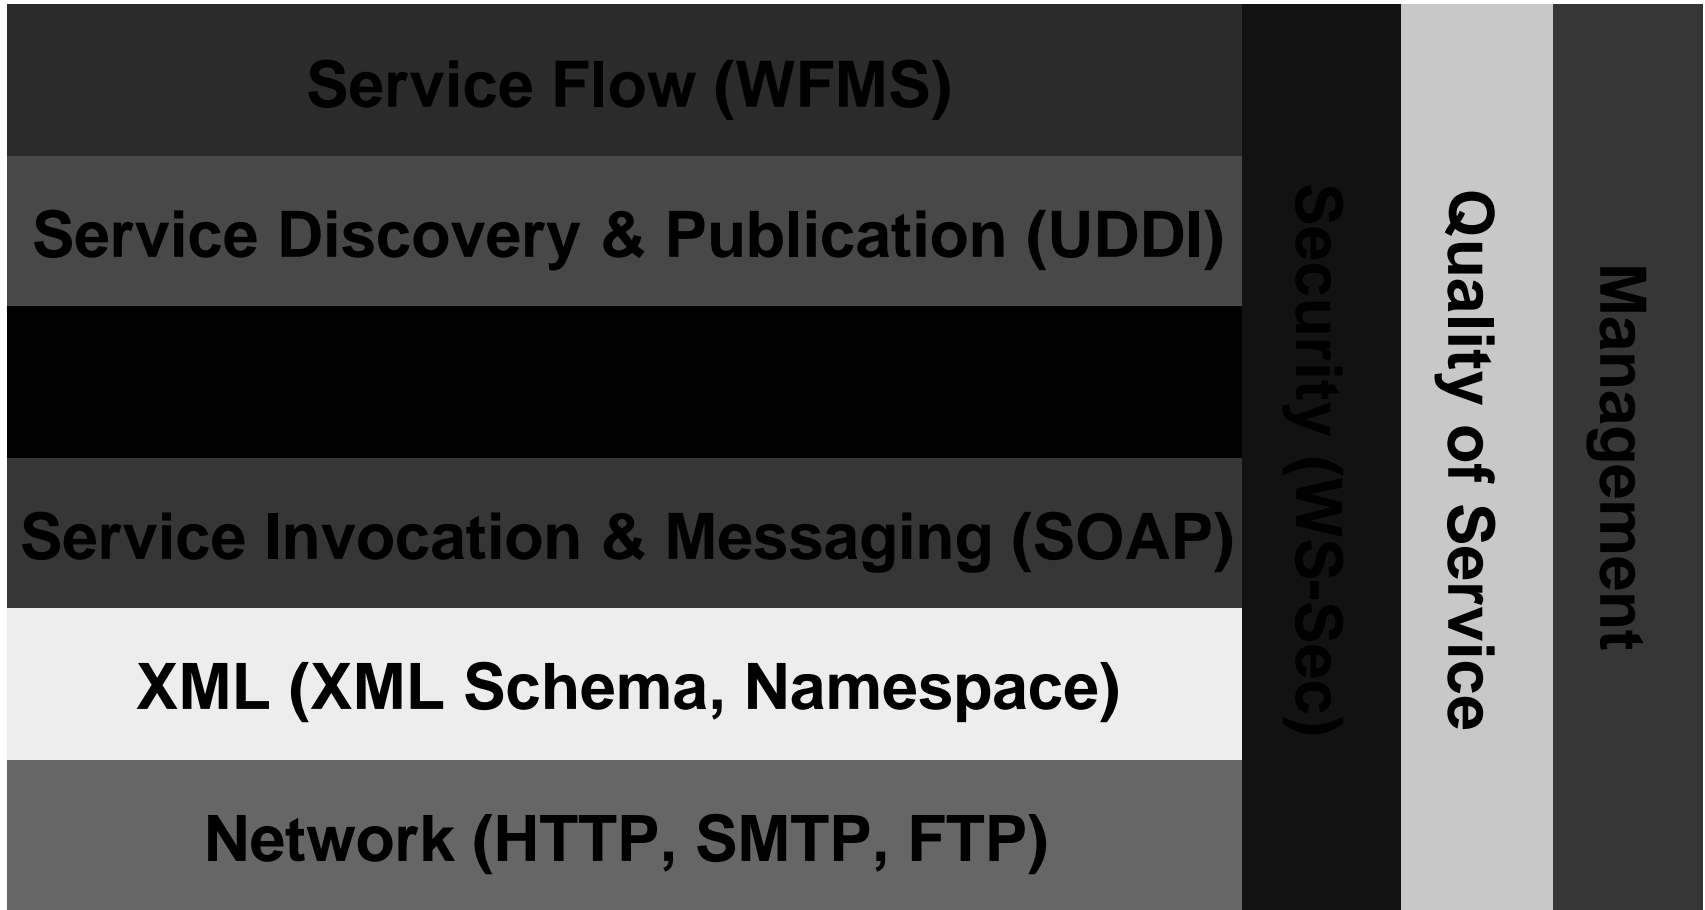 Service Flow (WFMS)
Service Discovery & Publication (UDDI)
Service Invocation & Messaging (SOAP)
XML (XML Schema, Namespace)
Network (HTTP, SMTP, FTP)
Security (WS-Sec)
Quality of Service
Management